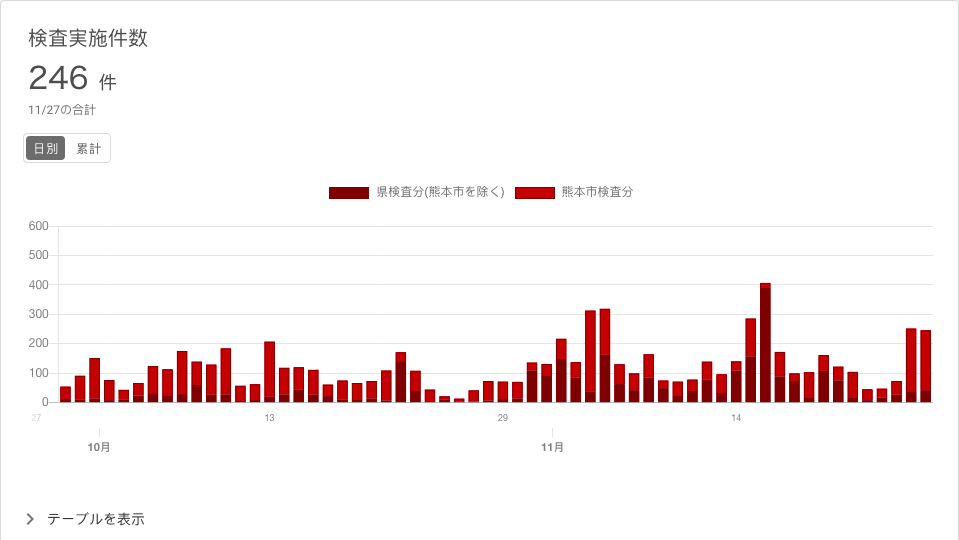 検査実施件数
246 件
11/27の合計
日別 累計
県検査分(熊本市を除く) 熊本市検査分
600
500
400
300
200
100
0
27 13 29 14
10月 11月
テーブルを表示